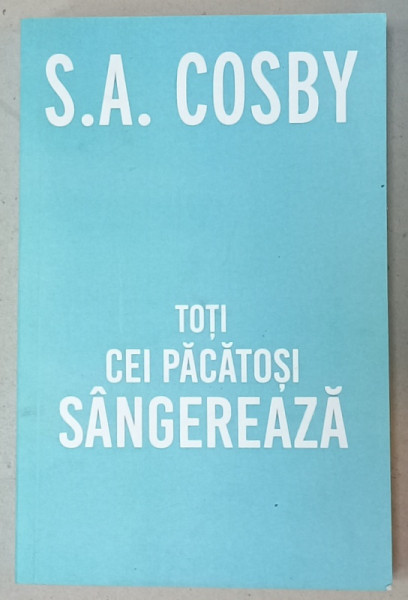 S.A. COSBY
TOȚI
CEI PĂCĂTOȘI
SÂNGEREAZĂ